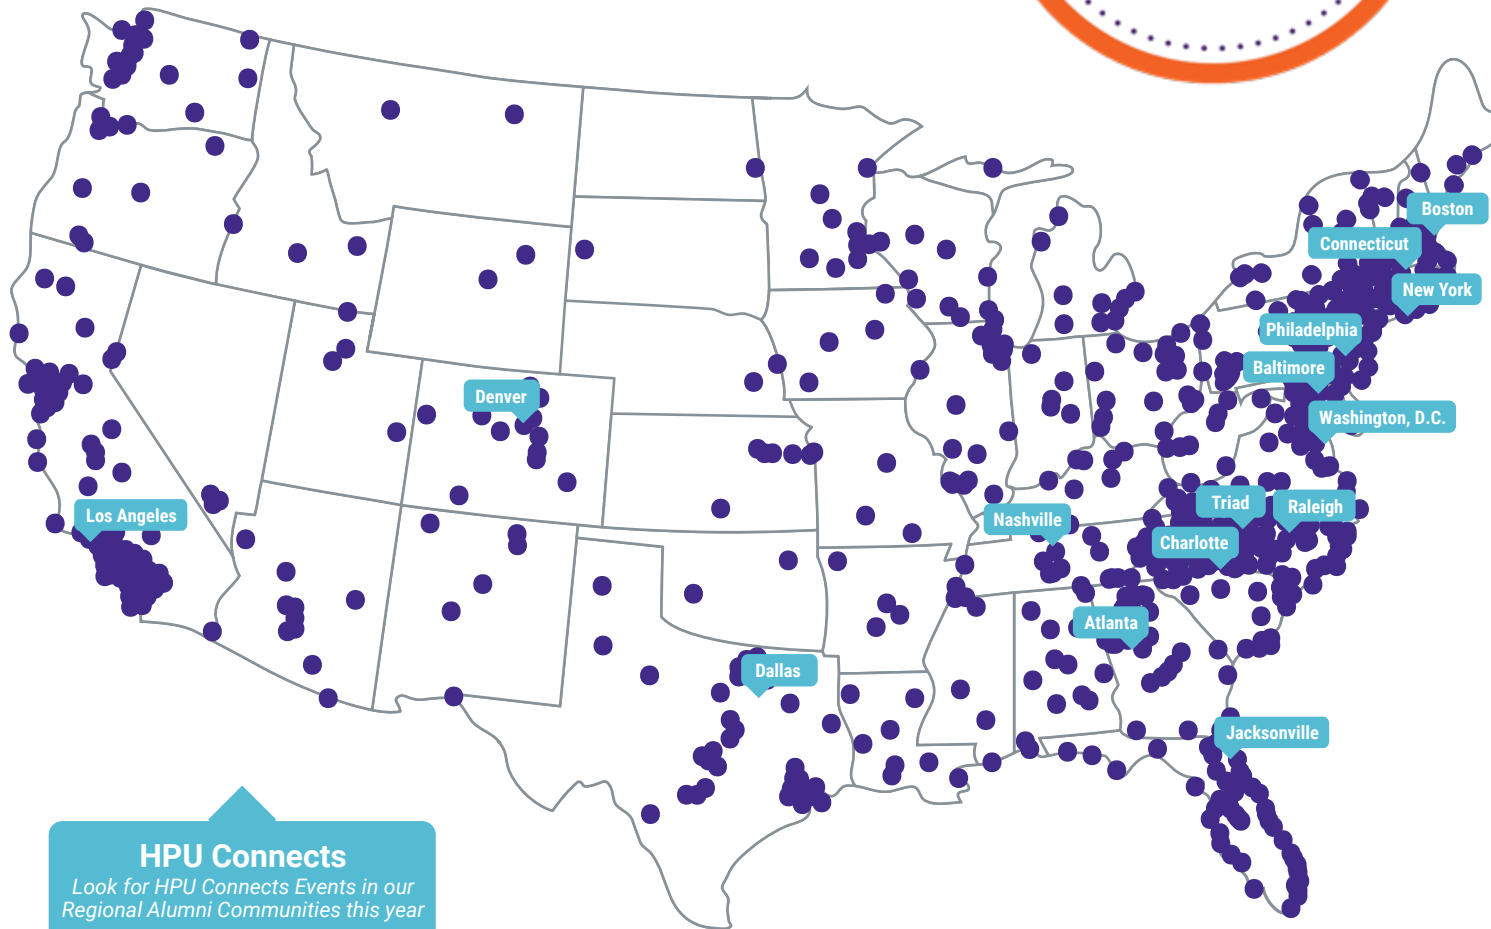 Boston
Connecticut
New York
Philadelphia
Baltimore
Denver
Washington, D.C.
Los Angeles
Nashville
Triad
Raleigh
Charlotte
Atlanta
Dallas
Jacksonville
HPU Connects
Look for HPU Connects Events in our
Regional Alumni Communities this year